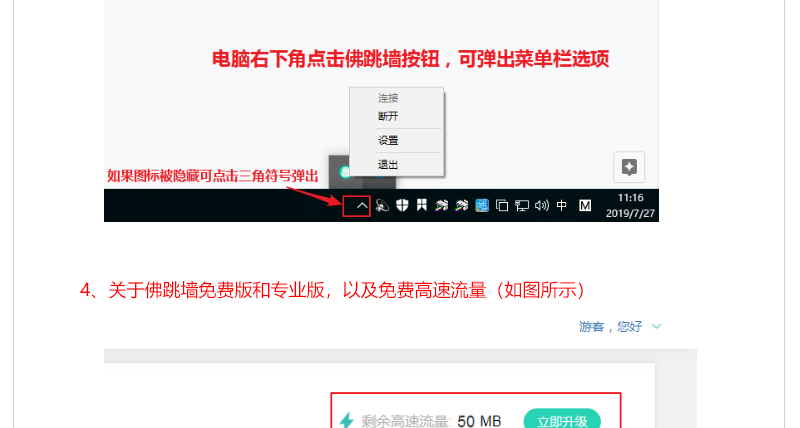 电脑右下角点击佛跳墙按钮，可弹出菜单栏选项
连接
断开
设置
退出
如果图标被隐藏可点击三角符号弹出
中
M
11:16
2019/7/27
4、关于佛跳墙免费版和专业版，以及免费高速流量（如图所示）
游客，您好
剩余高速流量: 50 MB
立即升级